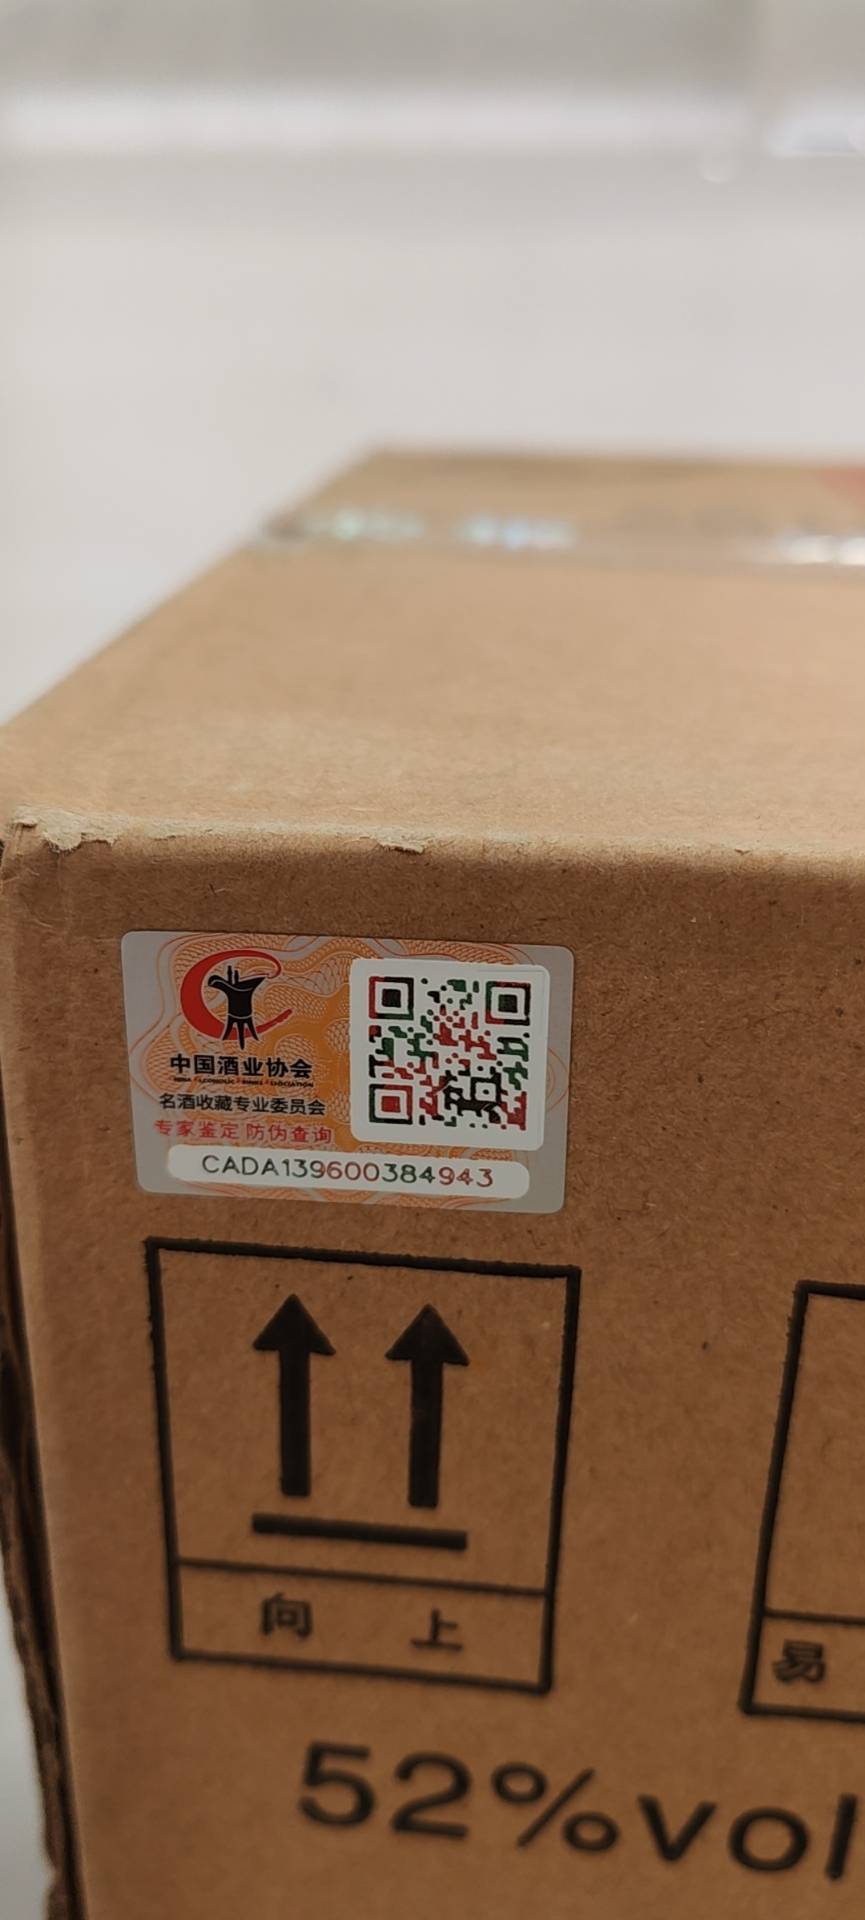 中国酒业协会
名酒收藏专业委员会
专家鉴定 防伪查询
CADA139600384943
向上
易
52%vol